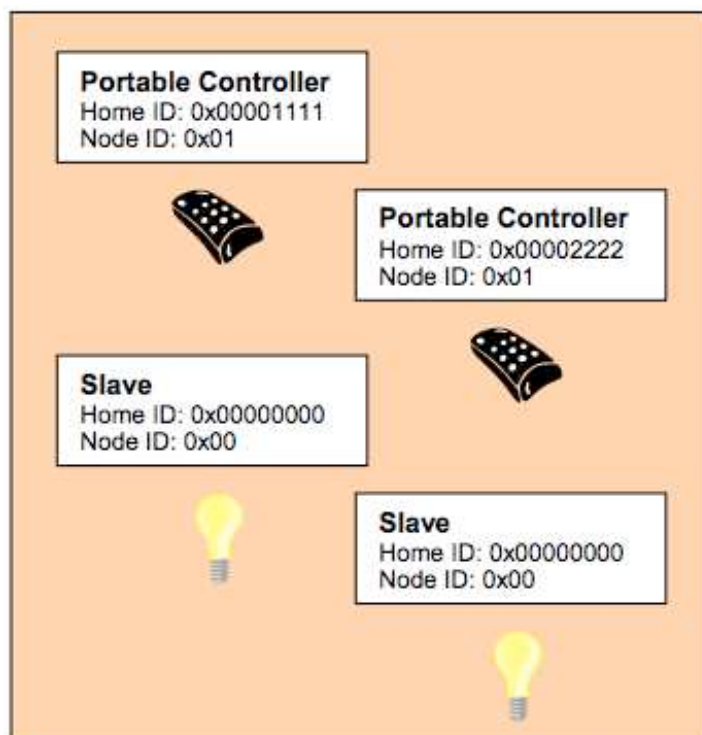 Portable Controller
Home ID: 0x00001111
Node ID: 0x01
Portable Controller
Home ID: 0x00002222
Node ID: 0x01
Slave
Home ID: 0x00000000
Node ID: 0x00
Slave
Home ID: 0x00000000
Node ID: 0x00